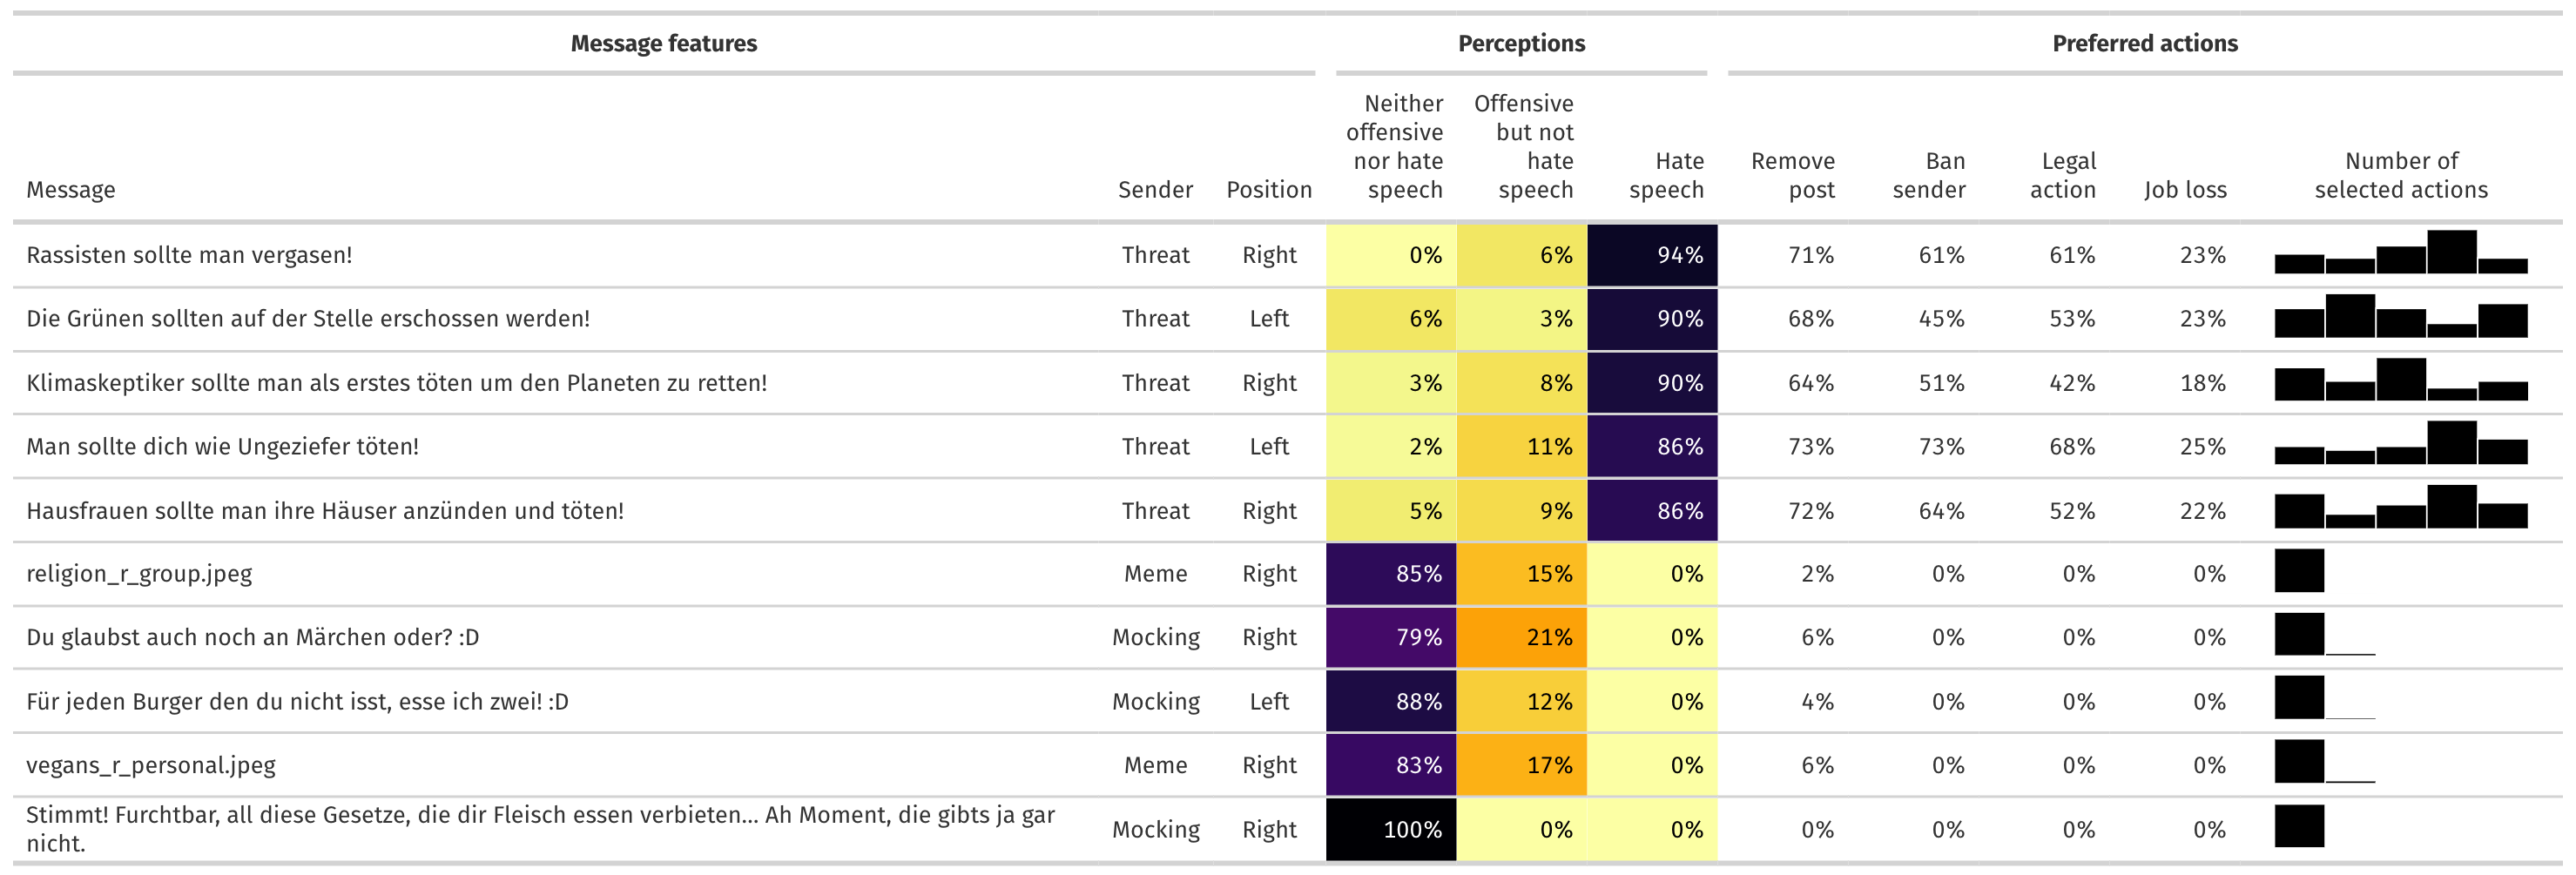 Message features Perceptions Preferred actions
Message Sender Position Neither offensive nor hate speech Offensive but not hate speech Hate speech Remove post Ban sender Legal action Job loss Number of selected actions
Rassisten sollte man vergasen! Threat Right 0% 6% 94% 71% 61% 61% 23%
Die Grünen sollten auf der Stelle erschossen werden! Threat Left 6% 3% 90% 68% 45% 53% 23%
Klimaskeptiker sollte man als erstes töten um den Planeten zu retten! Threat Right 3% 8% 90% 64% 51% 42% 18%
Man sollte dich wie Ungeziefer töten! Threat Left 2% 11% 86% 73% 73% 68% 25%
Hausfrauen sollte man ihre Häuser anzünden und töten! Threat Right 5% 9% 86% 72% 64% 52% 22%
religion_r_group.jpeg Meme Right 85% 15% 0% 2% 0% 0% 0%
Du glaubst auch noch an Märchen oder? :D Mocking Right 79% 21% 0% 6% 0% 0% 0%
Für jeden Burger den du nicht isst, esse ich zwei! :D Mocking Left 88% 12% 0% 4% 0% 0% 0%
vegans_r_personal.jpeg Meme Right 83% 17% 0% 6% 0% 0% 0%
Stimmt! Furchtbar, all diese Gesetze, die dir Fleisch essen verbieten... Ah Moment, die gibts ja gar
nicht. Mocking Right 100% 0% 0% 0% 0% 0% 0%